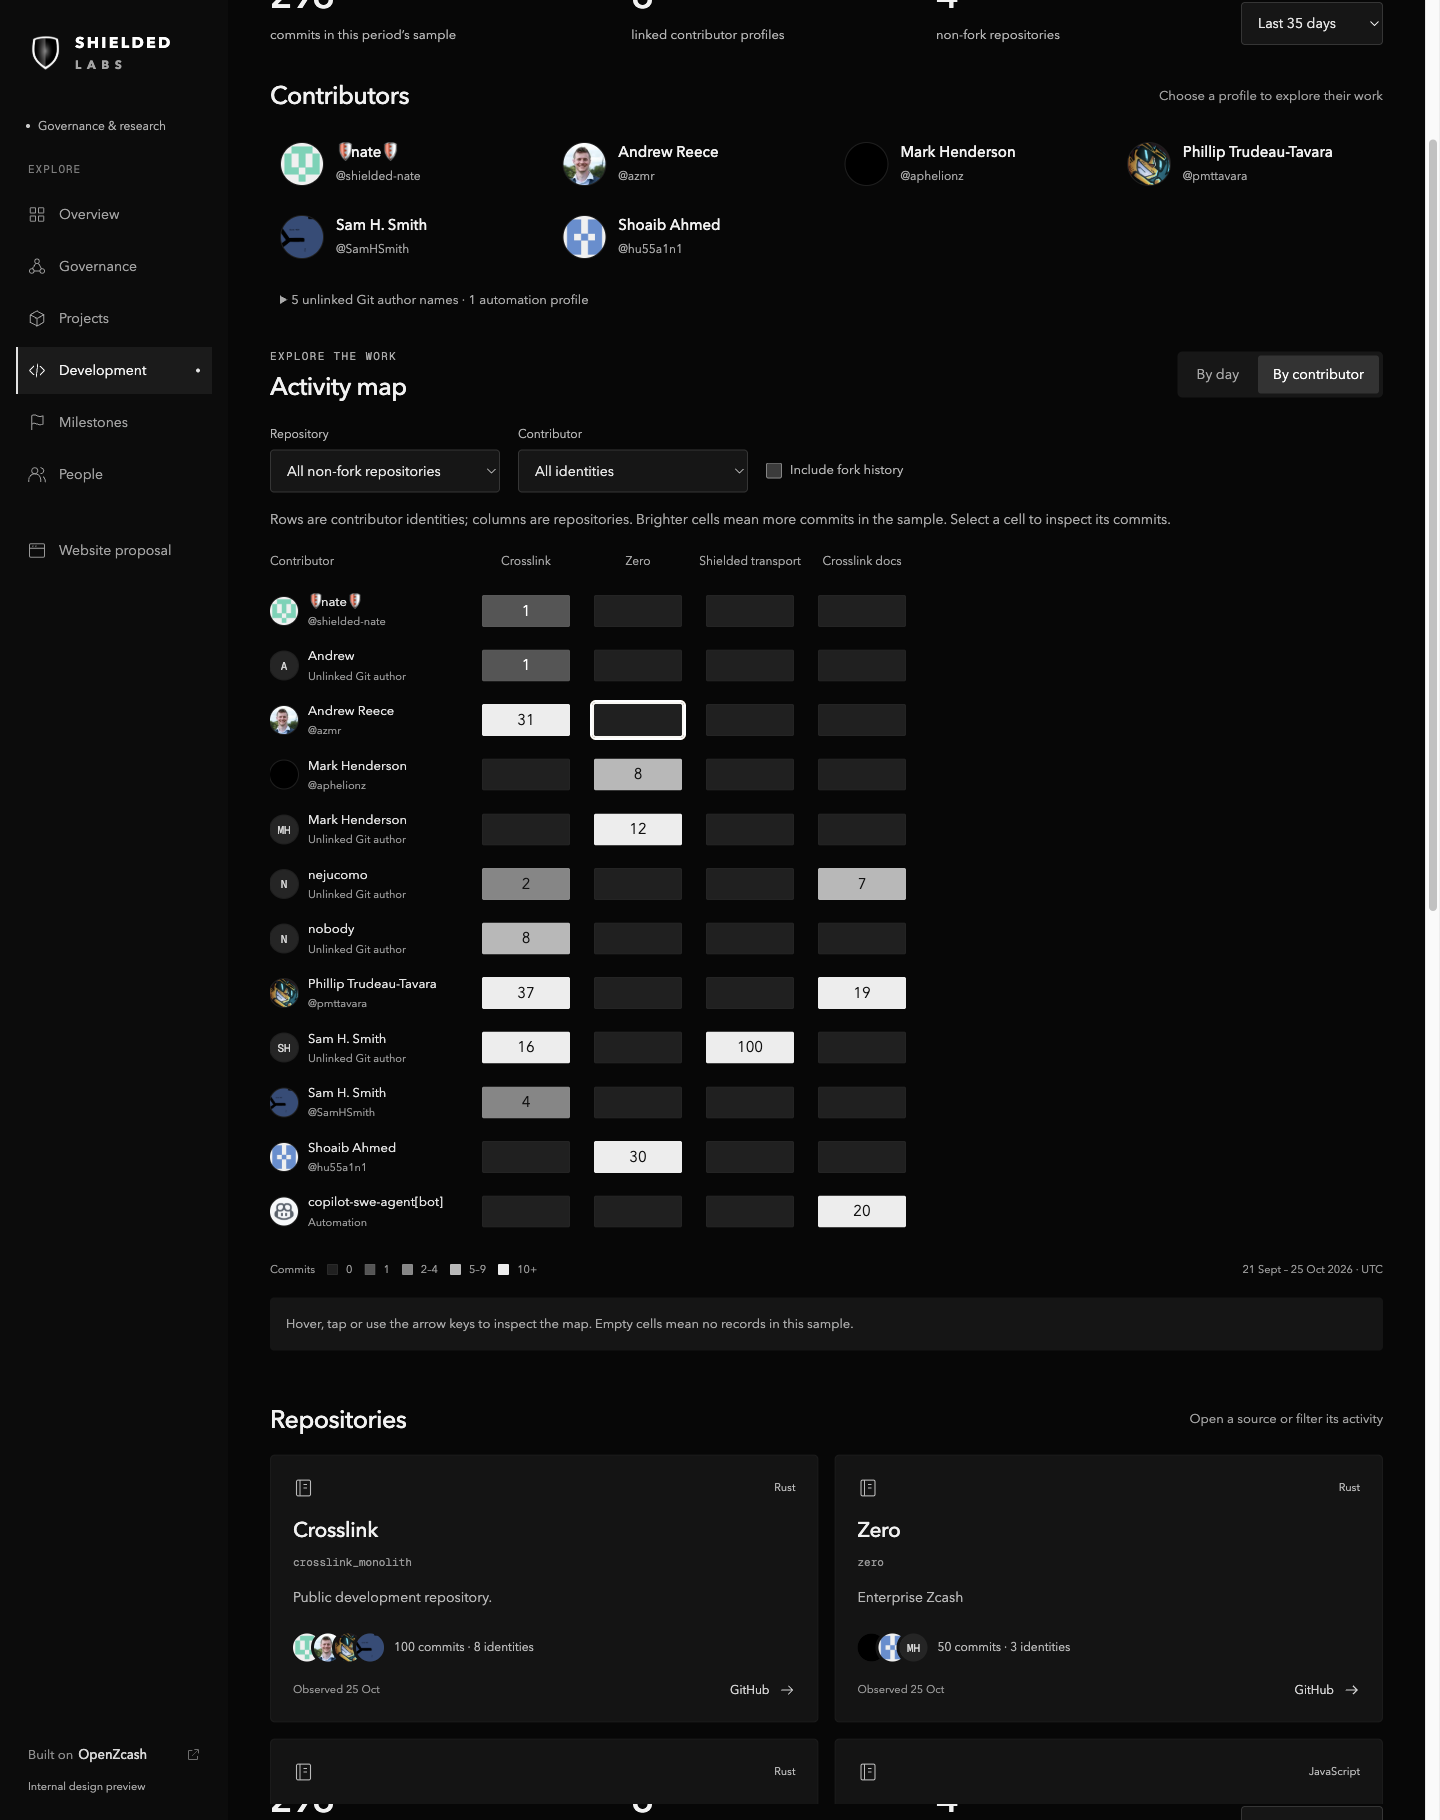 SHIELDED
LABS
Governance & research
EXPLORE
Overview
Governance
Projects
Development
Milestones
People
Website proposal
Built on OpenZcash
Internal design preview
commits in this period's sample
linked contributor profiles
4
non-fork repositories
Last 35 days
Contributors
Choose a profile to explore their work
nate
@shielded-nate
Andrew Reece
@azmr
Mark Henderson
@aphelionz
Phillip Trudeau-Tavara
@pmttavara
Sam H. Smith
@SamHSmith
Shoaib Ahmed
@hu55a1n1
5 unlinked Git author names · 1 automation profile
EXPLORE THE WORK
Activity map
By day By contributor
Repository Contributor
All non-fork repositories All identities Include fork history
Rows are contributor identities; columns are repositories. Brighter cells mean more commits in the sample. Select a cell to inspect its commits.
Contributor Crosslink Zero Shielded transport Crosslink docs
nate 1
@shielded-nate
A Andrew 1
Unlinked Git author
Andrew Reece 31
@azmr
Mark Henderson 8
@aphelionz
MH Mark Henderson 12
Unlinked Git author
N nejucomo 2 7
Unlinked Git author
N nobody 8
Unlinked Git author
Phillip Trudeau-Tavara 37 19
@pmttavara
SH Sam H. Smith 16 100
Unlinked Git author
Sam H. Smith 4
@SamHSmith
Shoaib Ahmed 30
@hu55a1n1
copilot-swe-agent[bot] 20
Automation
Commits 0 1 2–4 5–9 10+
21 Sept – 25 Oct 2026 · UTC
Hover, tap or use the arrow keys to inspect the map. Empty cells mean no records in this sample.
Repositories
Open a source or filter its activity
Rust
Crosslink
crosslink_monolith
Public development repository.
100 commits · 8 identities
Observed 25 Oct
GitHub →
Rust
Zero
zero
Enterprise Zcash
MH 50 commits · 3 identities
Observed 25 Oct
GitHub →
Rust
JavaScript